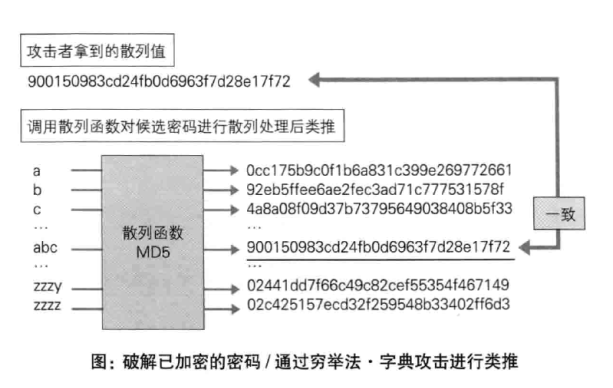 攻击者拿到的散列值
900150983cd24fb0d6963f7d28e17f72
调用散列函数对候选密码进行散列处理后类推
a
0cc175b9c0f1b6a831c399e269772661
b
92eb5ffee6ae2fec3ad71c777531578f
c
4a8a08f09d37b73795649038408b5f33
…
…
一致
散列函数
MD5
abc
900150983cd24fb0d6963f7d28e17f72
…
…
zzzy
02441dd7f66c49c82cef55354f467149
zzzz
02c425157ecd32f259548b33402ff6d3
图：破解已加密的密码 / 通过穷举法・字典攻击进行类推